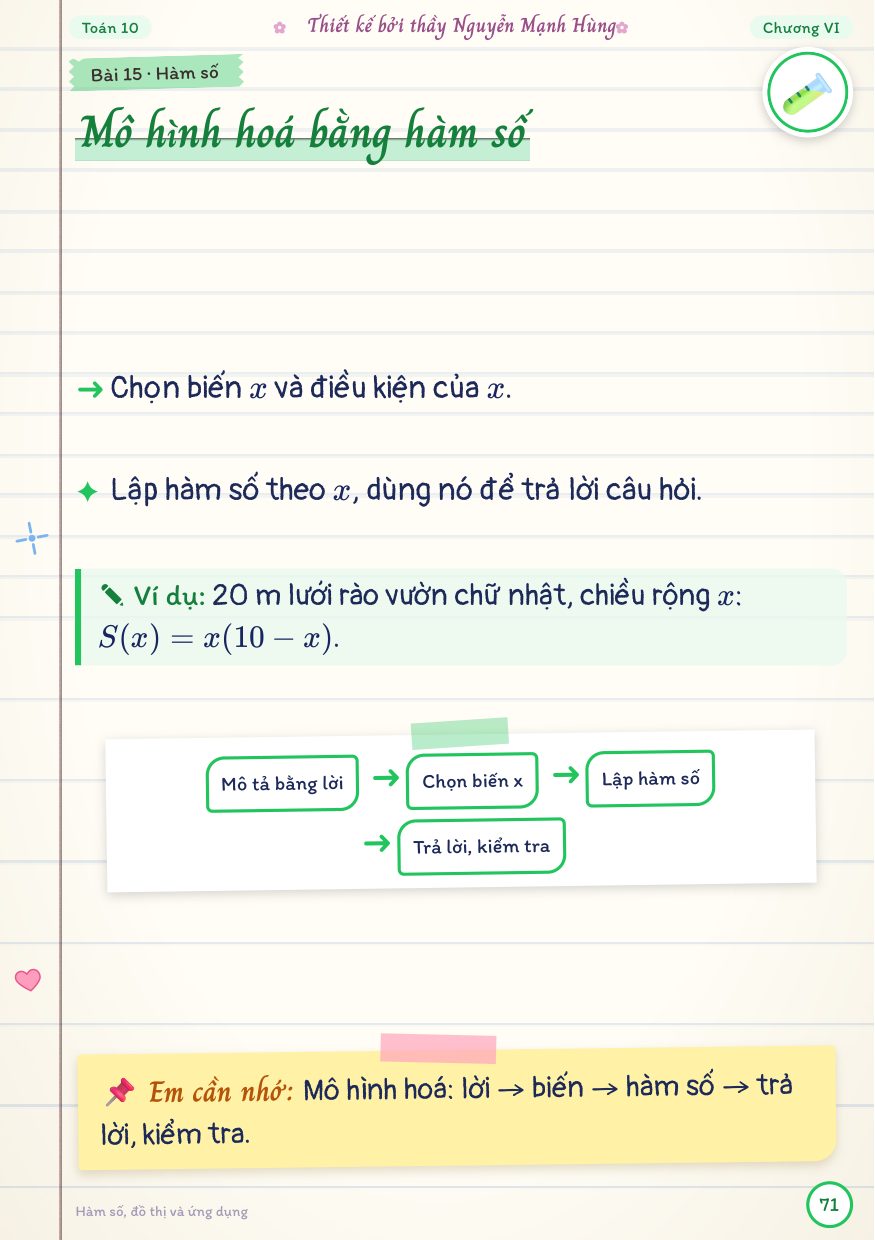 Toán 10
Thiết kế bởi thầy Nguyễn Mạnh Hùng
Chương VI
Bài 15 · Hàm số
Mô hình hoá bằng hàm số
→ Chọn biến x và điều kiện của x.
✦ Lập hàm số theo x, dùng nó để trả lời câu hỏi.
Ví dụ: 20 m lưới rào vườn chữ nhật, chiều rộng x:
S(x) = x(10 − x).
Mô tả bằng lời → Chọn biến x → Lập hàm số
→ Trả lời, kiểm tra
Em cần nhớ: Mô hình hoá: lời → biến → hàm số → trả
lời, kiểm tra.
Hàm số, đồ thị và ứng dụng
71